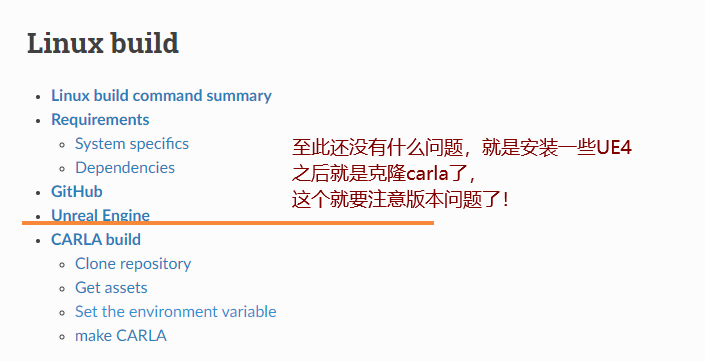 Linux build
Linux build command summary
Requirements
System specifics
Dependencies
GitHub
Unreal Engine
CARLA build
Clone repository
Get assets
Set the environment variable
make CARLA
至此还没有什么问题，就是安装一些UE4
之后就是克隆carla了，
这个就要注意版本问题了！